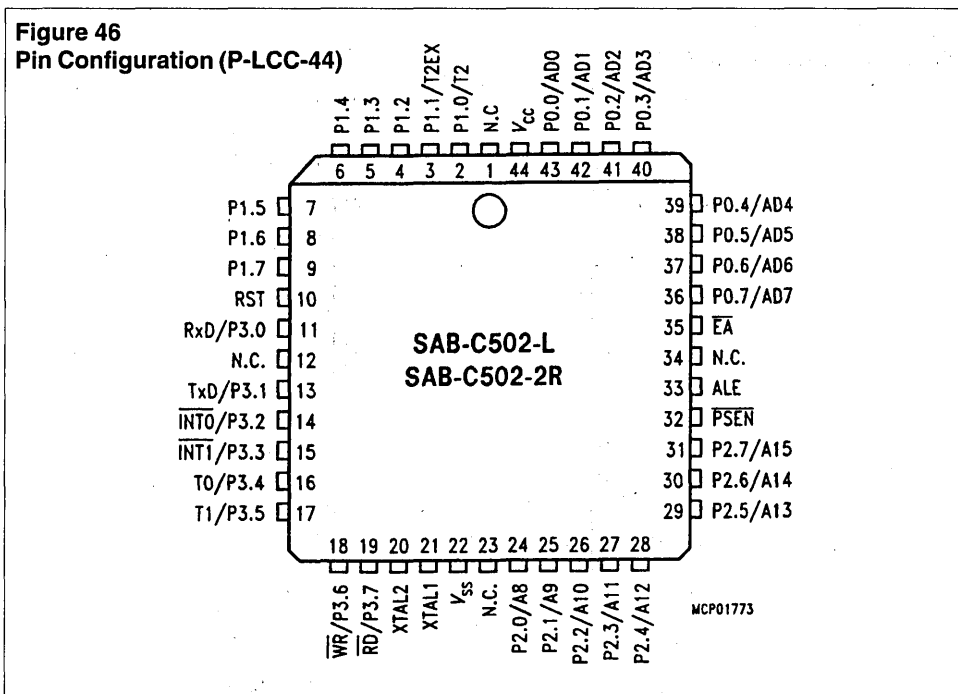 Figure 46
Pin Configuration (P-LCC-44)
P1.4
P1.3
P1.2
P1.1/T2EX
P1.0/T2
N.C
VCC
P0.0/AD0
P0.1/AD1
P0.2/AD2
P0.3/AD3
6 5 4 3 2 1 44 43 42 41 40
P1.5 7
P1.6 8
P1.7 9
RST 10
RxD/P3.0 11
N.C. 12
TxD/P3.1 13
INT0/P3.2 14
INT1/P3.3 15
T0/P3.4 16
T1/P3.5 17
SAB-C502-L
SAB-C502-2R
39 P0.4/AD4
38 P0.5/AD5
37 P0.6/AD6
36 P0.7/AD7
35 EA
34 N.C.
33 ALE
32 PSEN
31 P2.7/A15
30 P2.6/A14
29 P2.5/A13
18 19 20 21 22 23 24 25 26 27 28
WR/P3.6
RD/P3.7
XTAL2
XTAL1
VSS
N.C.
P2.0/A8
P2.1/A9
P2.2/A10
P2.3/A11
P2.4/A12
MCP01773